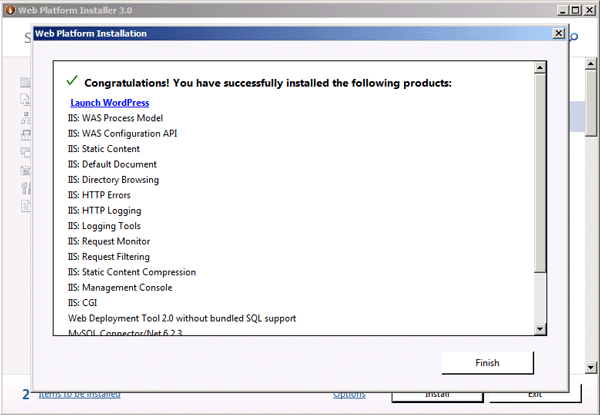 Web Platform Installer 3.0
S
Web Platform Installation
Congratulations! You have successfully installed the following products:
Launch WordPress
IIS: WAS Process Model
IIS: WAS Configuration API
IIS: Static Content
IIS: Default Document
IIS: Directory Browsing
IIS: HTTP Errors
IIS: HTTP Logging
IIS: Logging Tools
IIS: Request Monitor
IIS: Request Filtering
IIS: Static Content Compression
IIS: Management Console
IIS: CGI
Web Deployment Tool 2.0 without bundled SQL support
MySQL Connector/Net 6.2.3
Finish
2 Items to be installed Options Install Exit